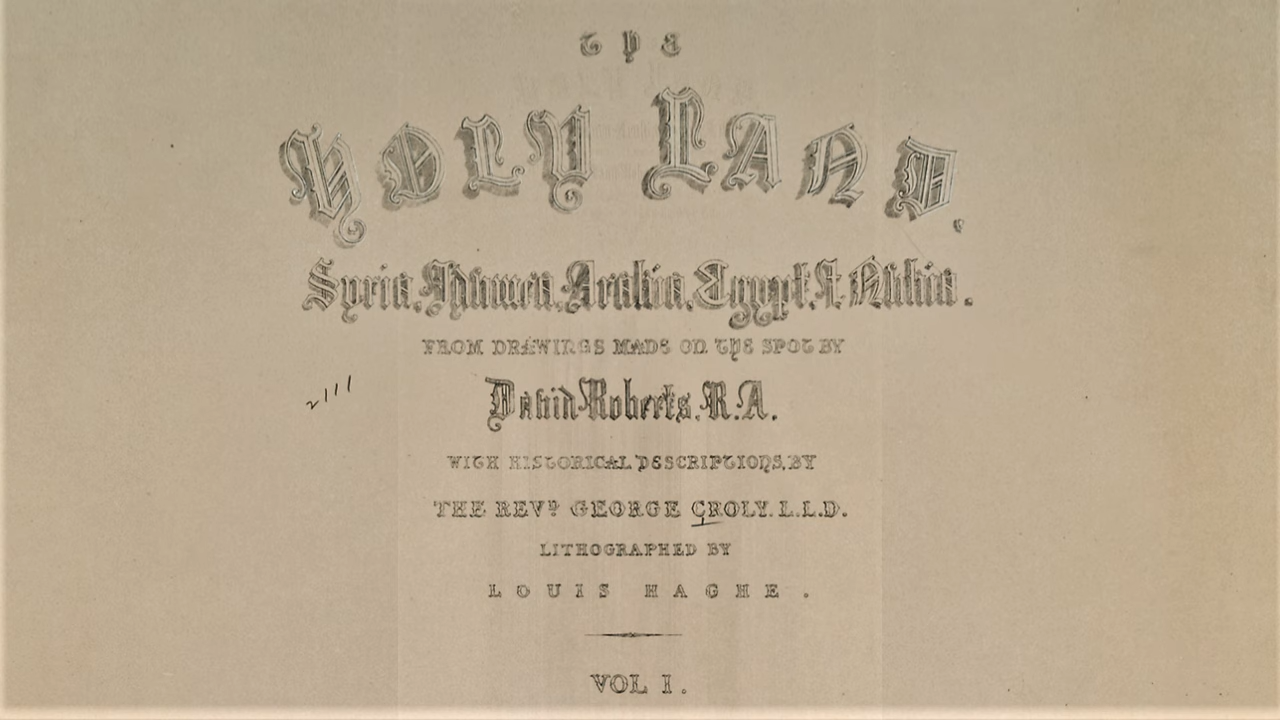 The
HOLY LAND.
Syria, Idumea, Arabia, Egypt, & Nubia.
FROM DRAWINGS MADE ON THE SPOT BY
David Roberts, R.A.
2111
WITH HISTORICAL DESCRIPTIONS, BY
THE REVD GEORGE CROLY, L.L.D.
LITHOGRAPHED BY
LOUIS HAGHE.
VOL I.